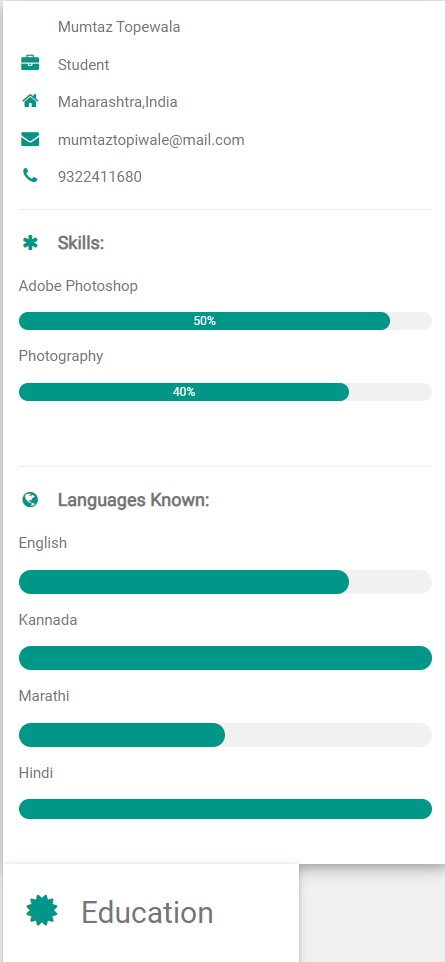 Mumtaz Topewala
Student
Maharashtra,India
mumtaztopiwale@mail.com
9322411680
Skills:
Adobe Photoshop
50%
Photography
40%
Languages Known:
English
Kannada
Marathi
Hindi
Education